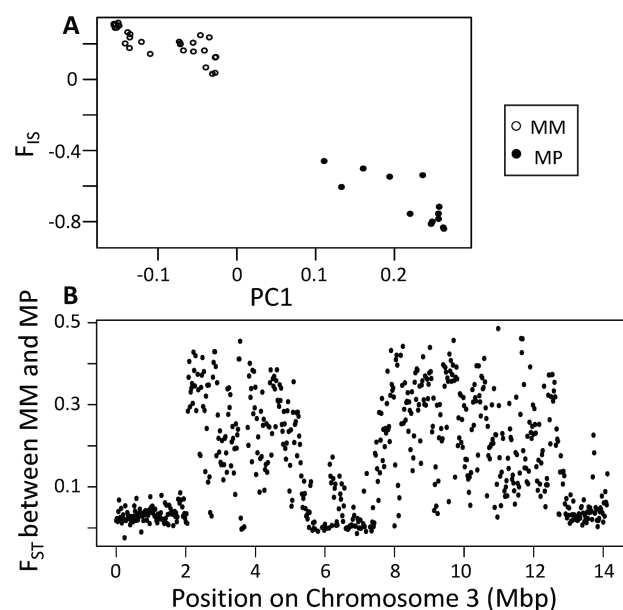 A
0
-0.4
-0.8
F_IS
-0.1
0
0.1
0.2
PC1
MM
MP
B
0.5
0.3
0.1
F_ST between MM and MP
0
2
4
6
8
10
12
14
Position on Chromosome 3 (Mbp)